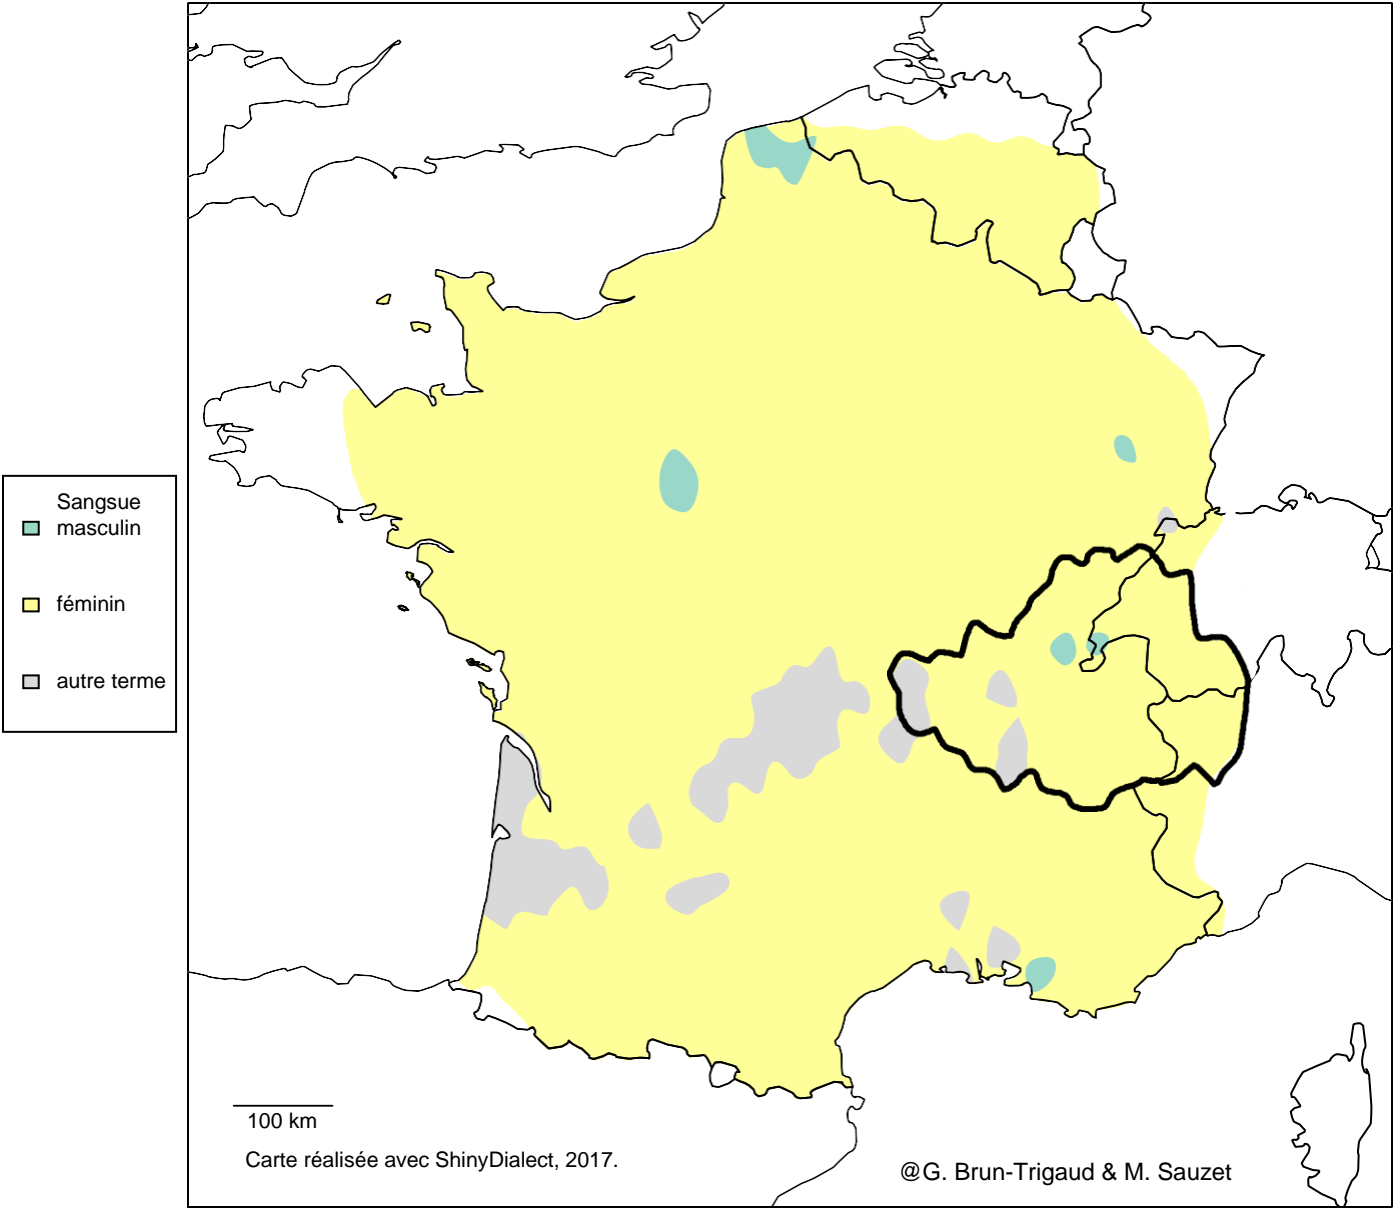 Sangsue
masculin
féminin
autre terme
100 km
Carte réalisée avec ShinyDialect, 2017.
@G. Brun-Trigaud & M. Sauzet